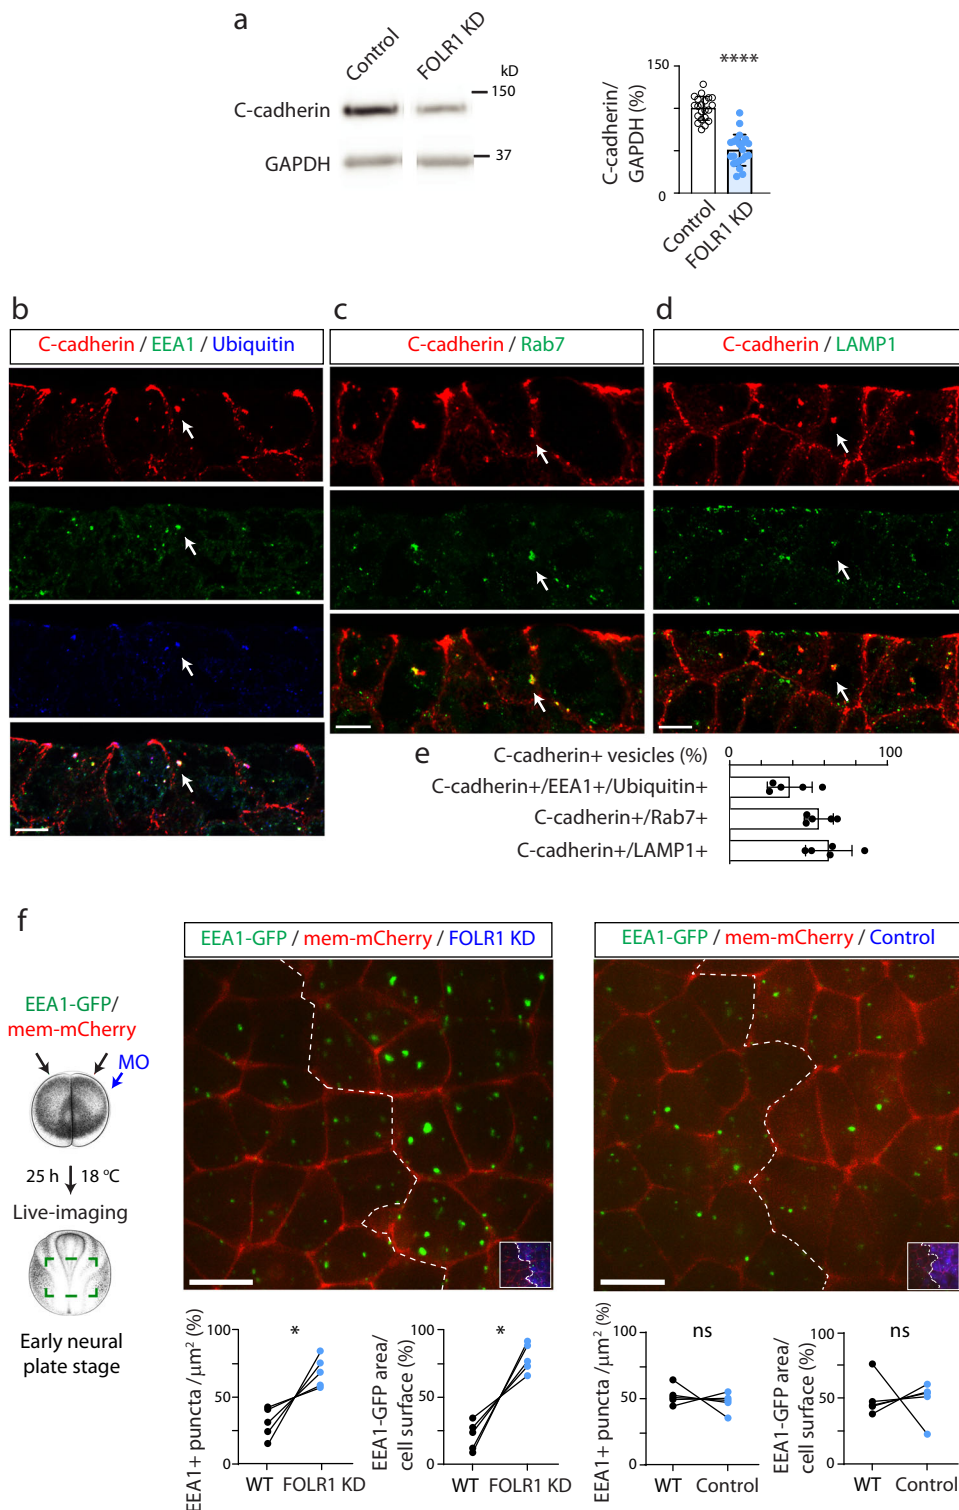 a
Control
FOLR1 KD
kD
150
C-cadherin
GAPDH
37
****
150
0
C-cadherin/
GAPDH (%)
Control
FOLR1 KD
b
c
d
C-cadherin / EEA1 / Ubiquitin
C-cadherin / Rab7
C-cadherin / LAMP1
e
C-cadherin+ vesicles (%)
0
100
C-cadherin+/EEA1+/Ubiquitin+
C-cadherin+/Rab7+
C-cadherin+/LAMP1+
f
EEA1-GFP / mem-mCherry / FOLR1 KD
EEA1-GFP / mem-mCherry / Control
EEA1-GFP/
mem-mCherry
MO
25 h
18 °C
Live-imaging
Early neural
plate stage
EEA1+ puncta /µm² (%)
100
50
0
*
WT
FOLR1 KD
EEA1-GFP area/
cell surface (%)
100
50
0
*
WT
FOLR1 KD
EEA1+ puncta /µm² (%)
100
50
0
ns
WT
Control
EEA1-GFP area/
cell surface (%)
100
50
0
ns
WT
Control